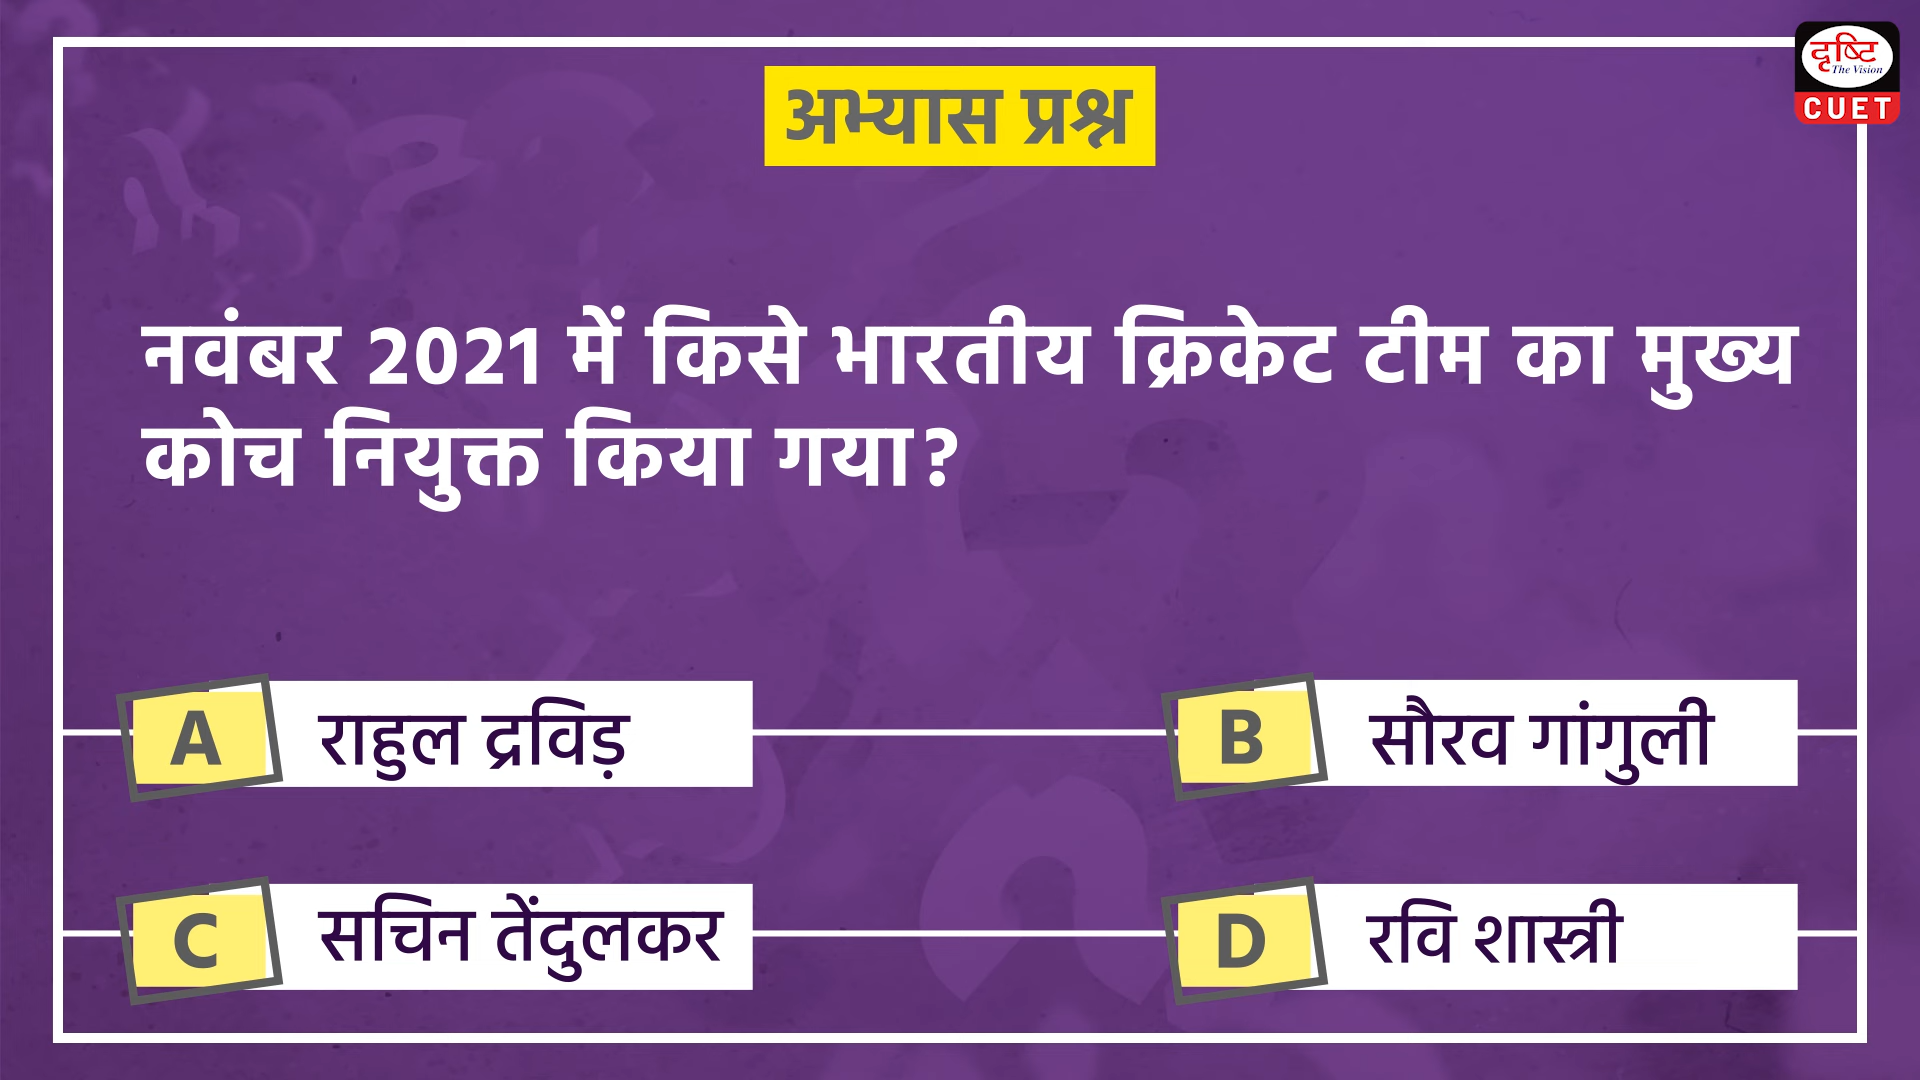 दृष्टि
The Vision
CUET
अभ्यास प्रश्न
नवंबर 2021 में किसे भारतीय क्रिकेट टीम का मुख्य
कोच नियुक्त किया गया?
A राहुल द्रविड़
B सौरव गांगुली
C सचिन तेंदुलकर
D रवि शास्त्री